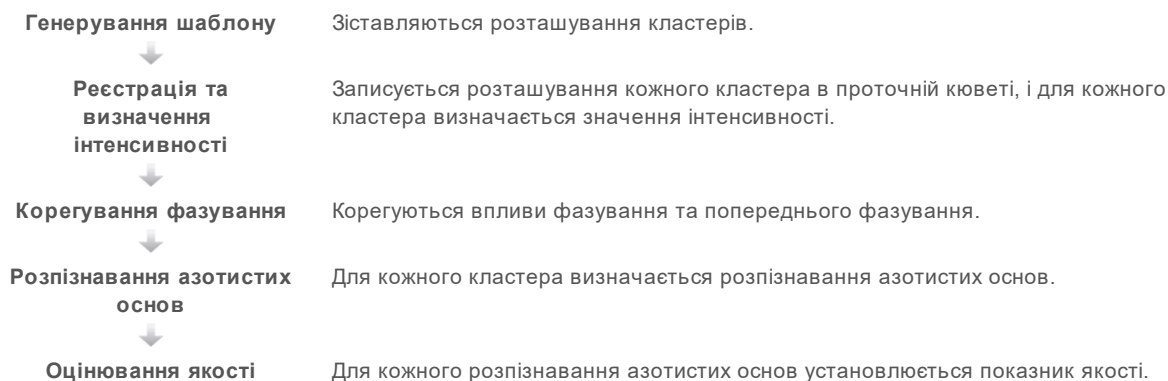 Генерування шаблону
Зіставляються розташування кластерів.
Реєстрація та
визначення
інтенсивності
Записується розташування кожного кластера в проточній кюветі, і для кожного
кластера визначається значення інтенсивності.
Корегування фазування
Корегуються впливи фазування та попереднього фазування.
Розпізнавання азотистих
основ
Для кожного кластера визначається розпізнавання азотистих основ.
Оцінювання якості
Для кожного розпізнавання азотистих основ установлюється показник якості.